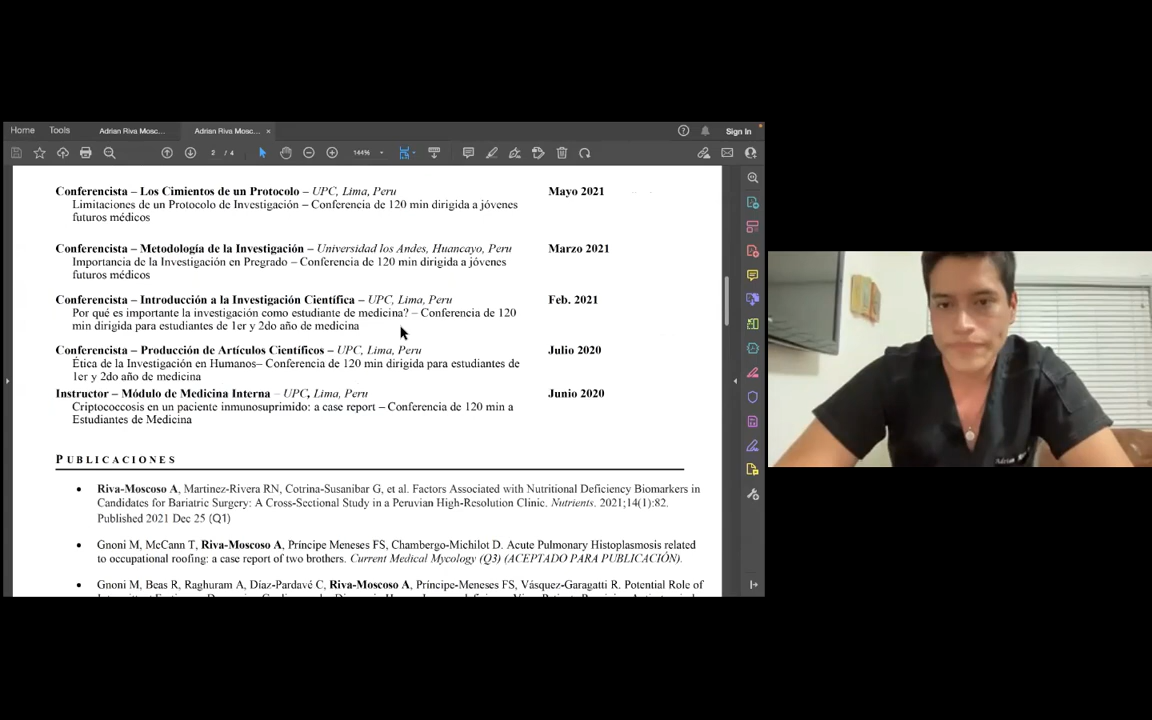 Home Tools Adrian Riva Mosc... Adrian Riva Mosc... × Sign In
2 / 4 144%
Conferencista – Los Cimientos de un Protocolo – UPC, Lima, Peru Mayo 2021
Limitaciones de un Protocolo de Investigación – Conferencia de 120 min dirigida a jóvenes
futuros médicos
Conferencista – Metodología de la Investigación – Universidad los Andes, Huancayo, Peru Marzo 2021
Importancia de la Investigación en Pregrado – Conferencia de 120 min dirigida a jóvenes
futuros médicos
Conferencista – Introducción a la Investigación Científica – UPC, Lima, Peru Feb. 2021
Por qué es importante la investigación como estudiante de medicina? – Conferencia de 120
min dirigida para estudiantes de 1er y 2do año de medicina
Conferencista – Producción de Artículos Científicos – UPC, Lima, Peru Julio 2020
Ética de la Investigación en Humanos– Conferencia de 120 min dirigida para estudiantes de
1er y 2do año de medicina
Instructor – Módulo de Medicina Interna – UPC, Lima, Peru Junio 2020
Criptococcosis en un paciente inmunosuprimido: a case report – Conferencia de 120 min a
Estudiantes de Medicina
PUBLICACIONES
• Riva-Moscoso A, Martinez-Rivera RN, Cotrina-Susanibar G, et al. Factors Associated with Nutritional Deficiency Biomarkers in
Candidates for Bariatric Surgery: A Cross-Sectional Study in a Peruvian High-Resolution Clinic. Nutrients. 2021;14(1):82.
Published 2021 Dec 25 (Q1)
• Gnoni M, McCann T, Riva-Moscoso A, Príncipe Meneses FS, Chambergo-Michilot D. Acute Pulmonary Histoplasmosis related
to occupational roofing: a case report of two brothers. Current Medical Mycology (Q3) (ACEPTADO PARA PUBLICACIÓN).
• Gnoni M, Beas R, Raghuram A, Díaz-Pardavé C, Riva-Moscoso A, Príncipe-Meneses FS, Vásquez-Garagatti R. Potential Role of
Adrian